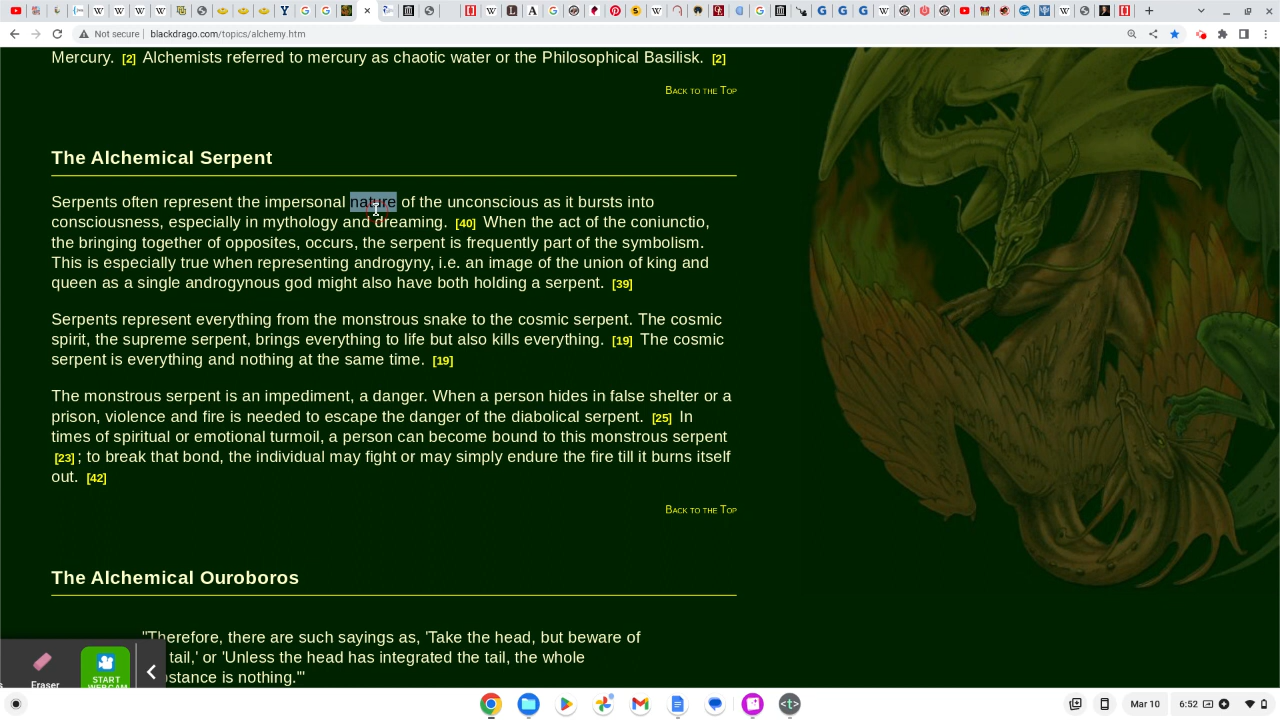 Not secure | blackdrago.com/topics/alchemy.htm
Mercury. [2] Alchemists referred to mercury as chaotic water or the Philosophical Basilisk. [2]
Back to the Top
The Alchemical Serpent
Serpents often represent the impersonal nature of the unconscious as it bursts into
consciousness, especially in mythology and dreaming. [40] When the act of the coniunctio,
the bringing together of opposites, occurs, the serpent is frequently part of the symbolism.
This is especially true when representing androgyny, i.e. an image of the union of king and
queen as a single androgynous god might also have both holding a serpent. [39]
Serpents represent everything from the monstrous snake to the cosmic serpent. The cosmic
spirit, the supreme serpent, brings everything to life but also kills everything. [19] The cosmic
serpent is everything and nothing at the same time. [19]
The monstrous serpent is an impediment, a danger. When a person hides in false shelter or a
prison, violence and fire is needed to escape the danger of the diabolical serpent. [25] In
times of spiritual or emotional turmoil, a person can become bound to this monstrous serpent
[23] ; to break that bond, the individual may fight or may simply endure the fire till it burns itself
out. [42]
Back to the Top
The Alchemical Ouroboros
"Therefore, there are such sayings as, 'Take the head, but beware of
tail,' or 'Unless the head has integrated the tail, the whole
is nothing.'"
Eraser
START
WEBCAM
Mar 10
6:52